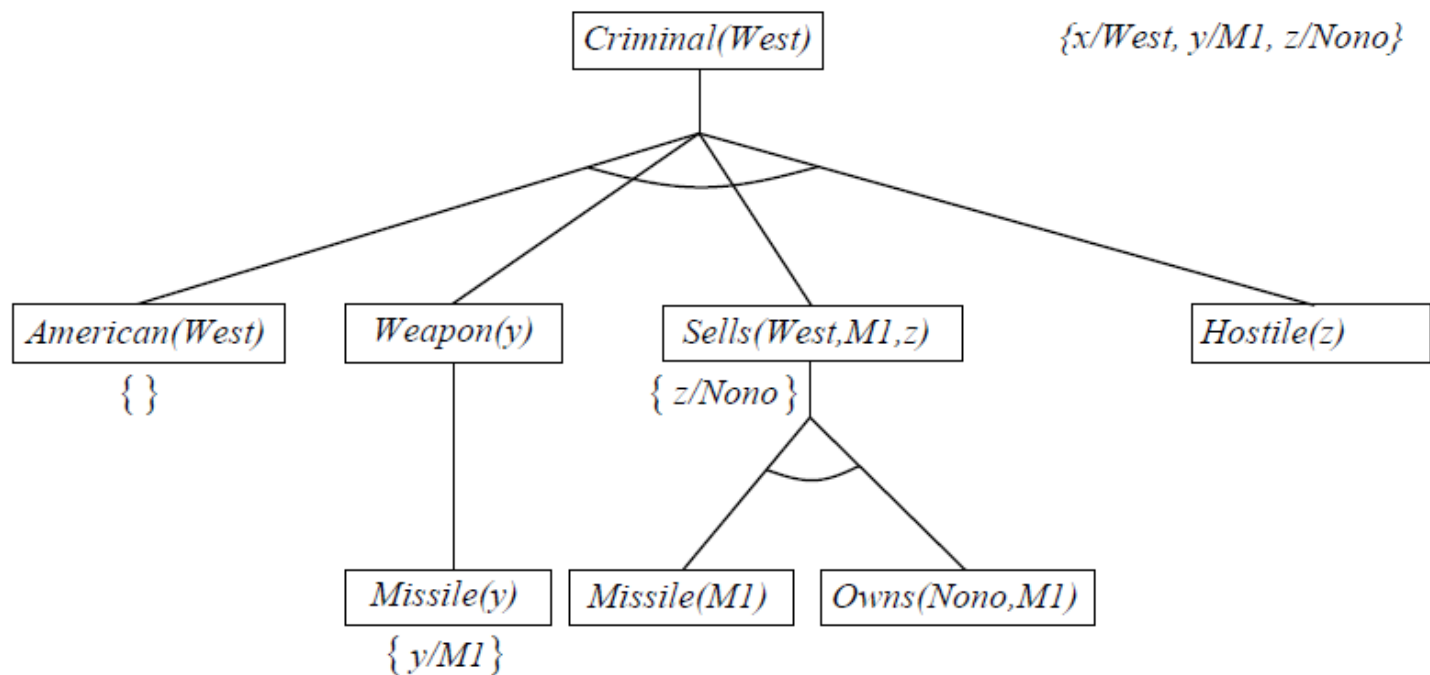 Criminal(West)
{x/West, y/M1, z/Nono}
American(West)
Weapon(y)
Sells(West,M1,z)
Hostile(z)
{ }
{ z/Nono }
Missile(y)
Missile(M1)
Owns(Nono,M1)
{ y/M1 }